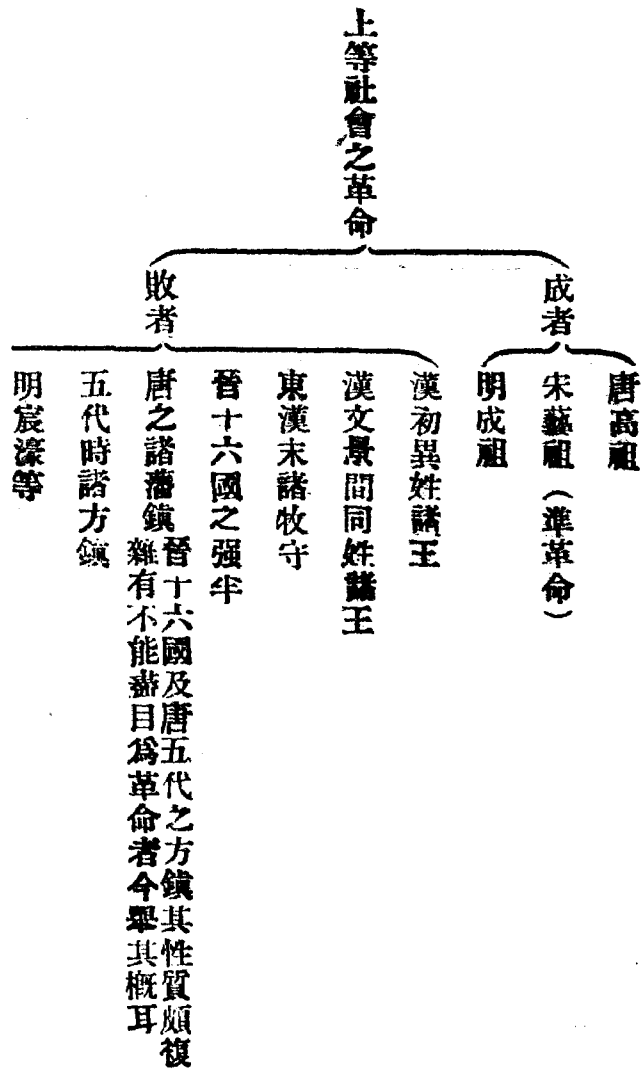 上等社會之革命
成者
唐高祖
宋藝祖（準革命）
明成祖
敗者
漢初異姓諸王
漢文景間同姓諸王
東漢末諸牧守
晉十六國之强半
唐之諸藩鎮
晉十六國及唐五代之方鎮其性質頗複
雜有不能盡目爲革命者今舉其概耳
五代時諸方鎮
明宸濠等